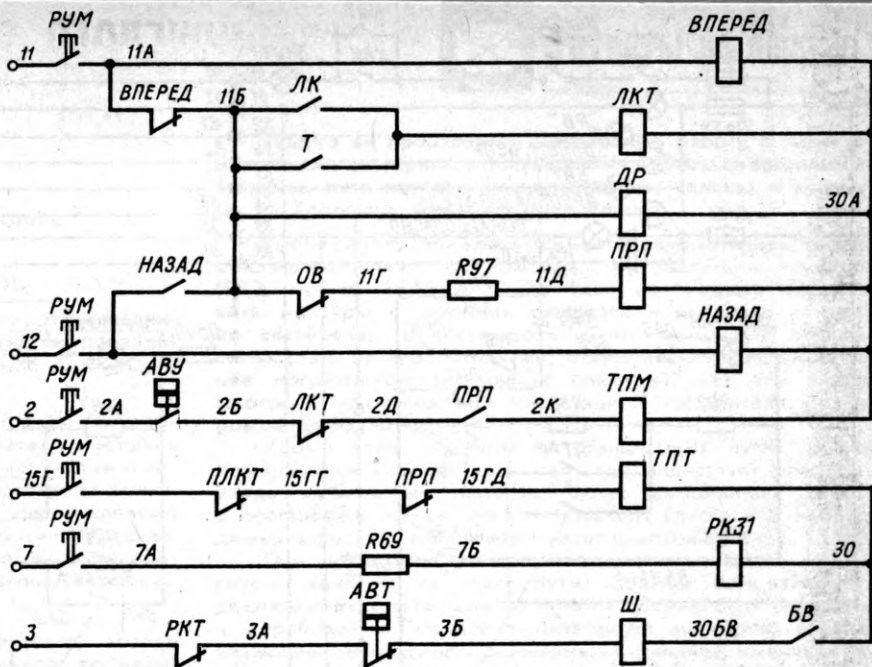 РУМ ВПЕРЕД
11 11А
ВПЕРЕД 11Б ЛК ЛКТ
Т
ДР 30А
НАЗАД ОВ 11Г R97 11Д ПРП
РУМ
12 НАЗАД
РУМ АВУ ТПМ
2 2А 2Б ЛКТ 2Д ПРП 2К
РУМ ТПТ
15Г ПЛКТ 15ГГ ПРП 15ГД
РУМ РК31
7 7А R69 7Б 30
АВТ
3 РКТ 3А 3Б Ш. 30БВ БВ